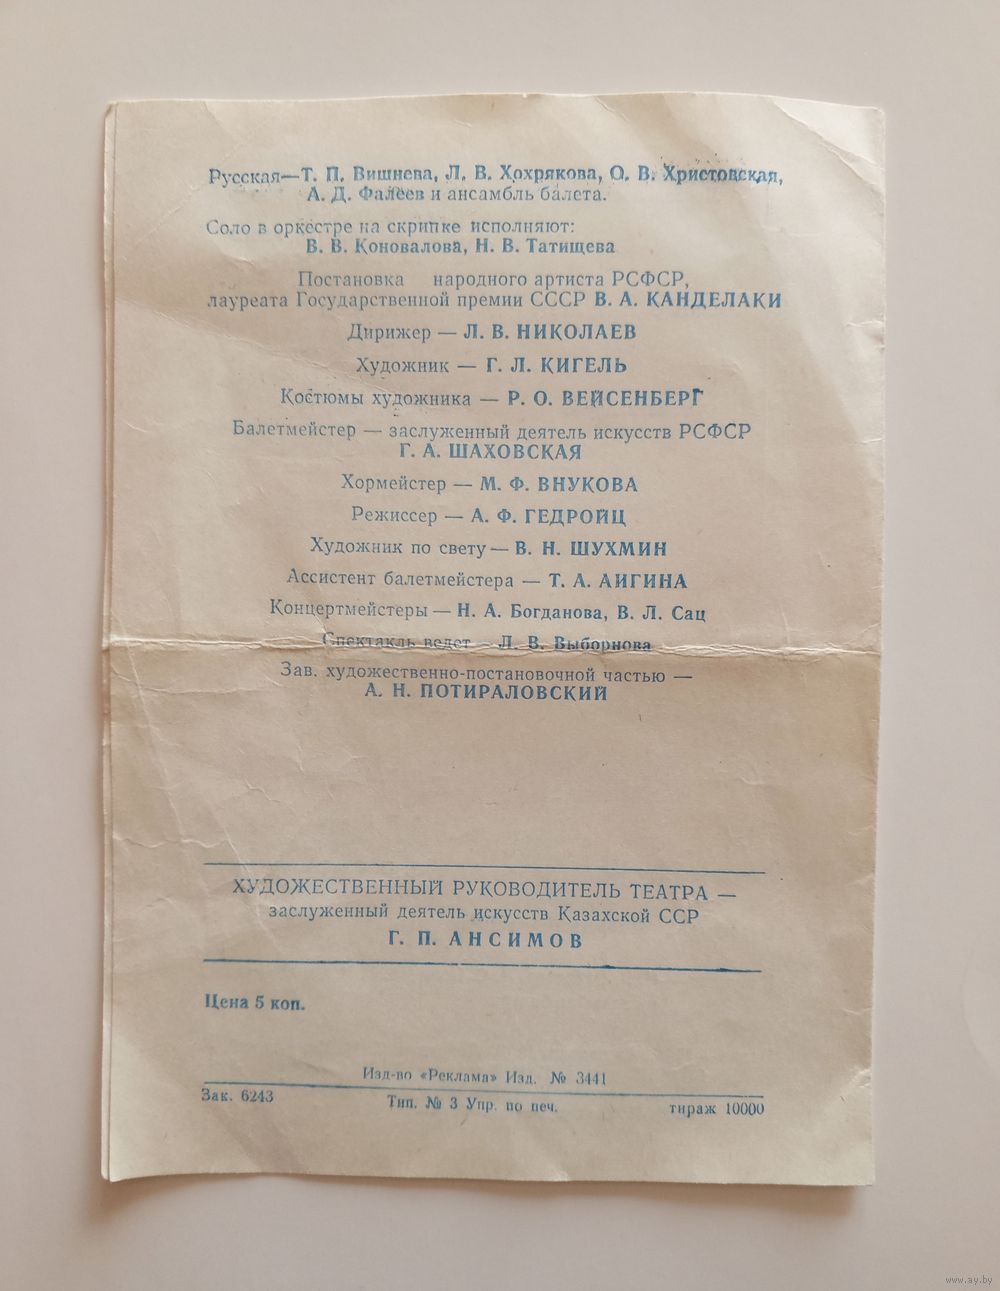 Русская—Т. П. Вишнева, Л. В. Хохрякова, О. В. Христовская,
А. Д. Фалеев и ансамбль балета.
Соло в оркестре на скрипке исполняют:
В. В. Коновалова, Н. В. Татищева
Постановка народного артиста РСФСР,
лауреата Государственной премии СССР В. А. КАНДЕЛАКИ
Дирижер — Л. В. НИКОЛАЕВ
Художник — Г. Л. КИГЕЛЬ
Костюмы художника — Р. О. ВЕЙСЕНБЕРГ
Балетмейстер — заслуженный деятель искусств РСФСР
Г. А. ШАХОВСКАЯ
Хормейстер — М. Ф. ВНУКОВА
Режиссер — А. Ф. ГЕДРОЙЦ
Художник по свету — В. Н. ШУХМИН
Ассистент балетмейстера — Т. А. АИГИНА
Концертмейстеры — Н. А. Богданова, В. Л. Сац
Спектакль ведет — Л. В. Выборнова
Зав. художественно-постановочной частью —
А. Н. ПОТИРАЛОВСКИЙ
ХУДОЖЕСТВЕННЫЙ РУКОВОДИТЕЛЬ ТЕАТРА —
заслуженный деятель искусств Казахской ССР
Г. П. АНСИМОВ
Цена 5 коп.
Изд-во «Реклама» Изд. № 3441
Зак. 6243 Тип. № 3 Упр. по печ. тираж 10000
www.ay.by